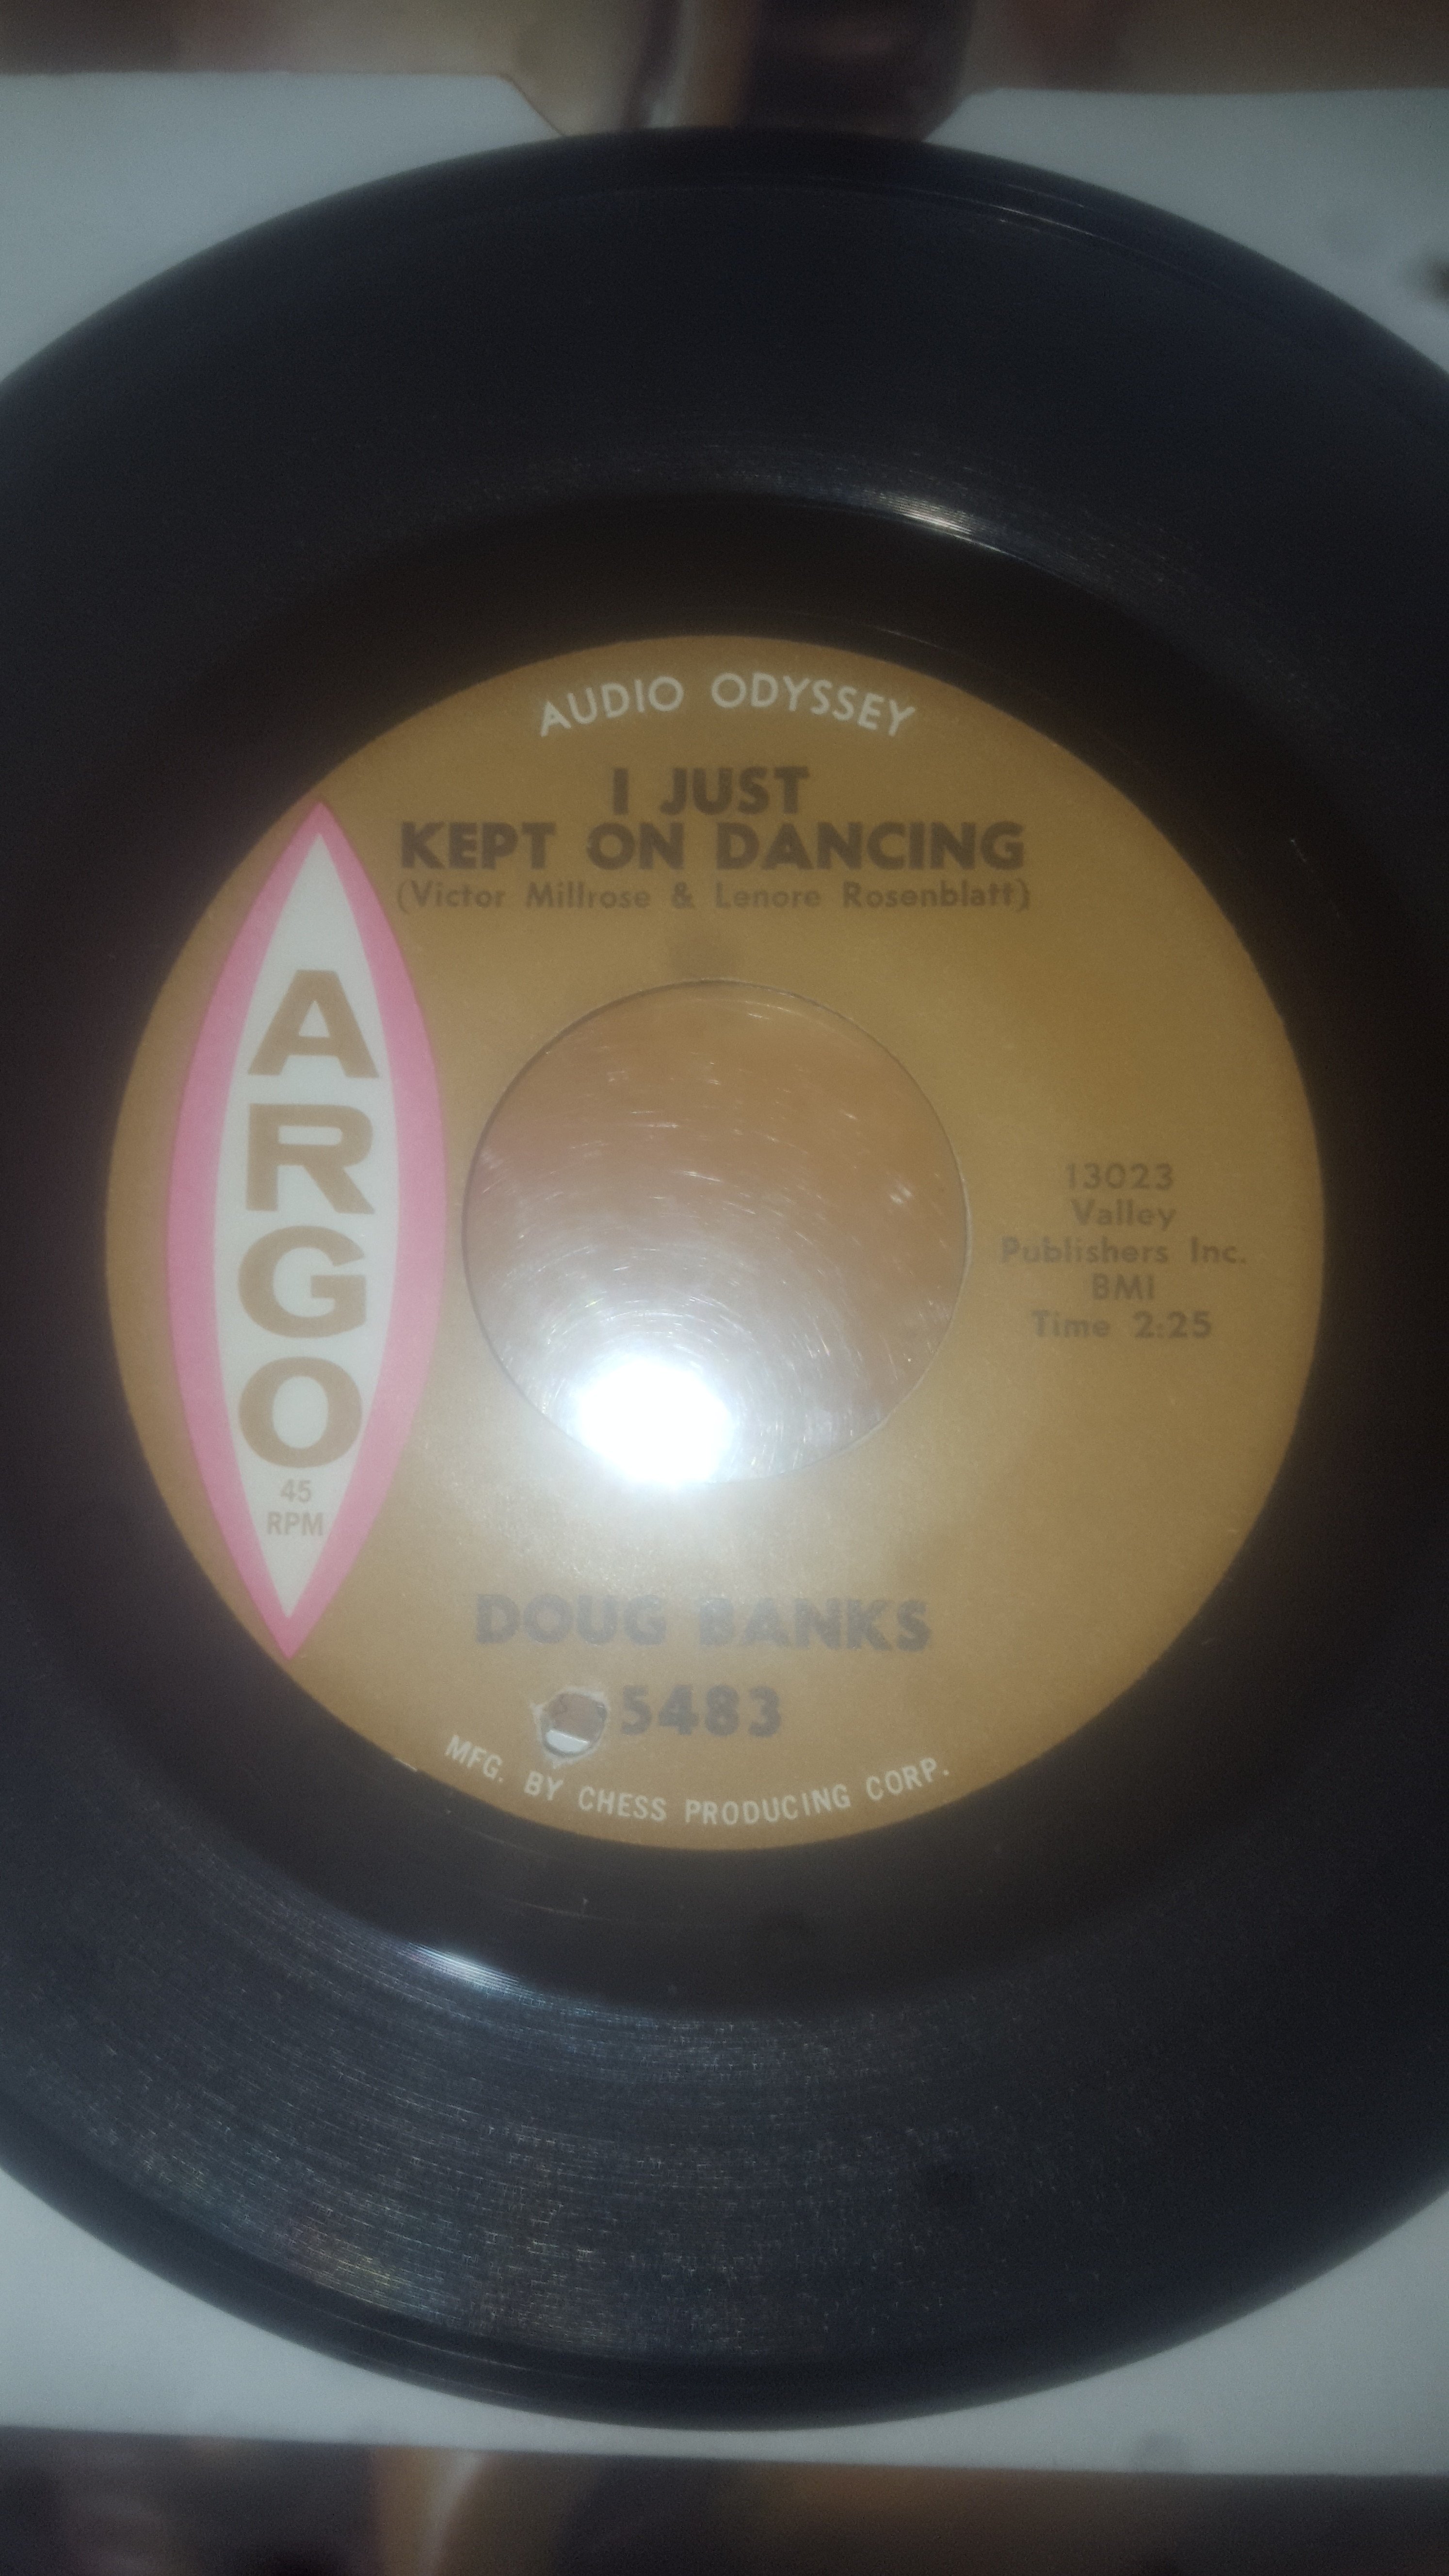 AUDIO ODYSSEY
I JUST
KEPT ON DANCING
(Victor Millrose & Lenore Rosenblatt)
ARGO
45
RPM
13023
Valley
Publishers Inc.
BMI
Time 2:25
DOUG BANKS
5483
MFG. BY CHESS PRODUCING CORP.